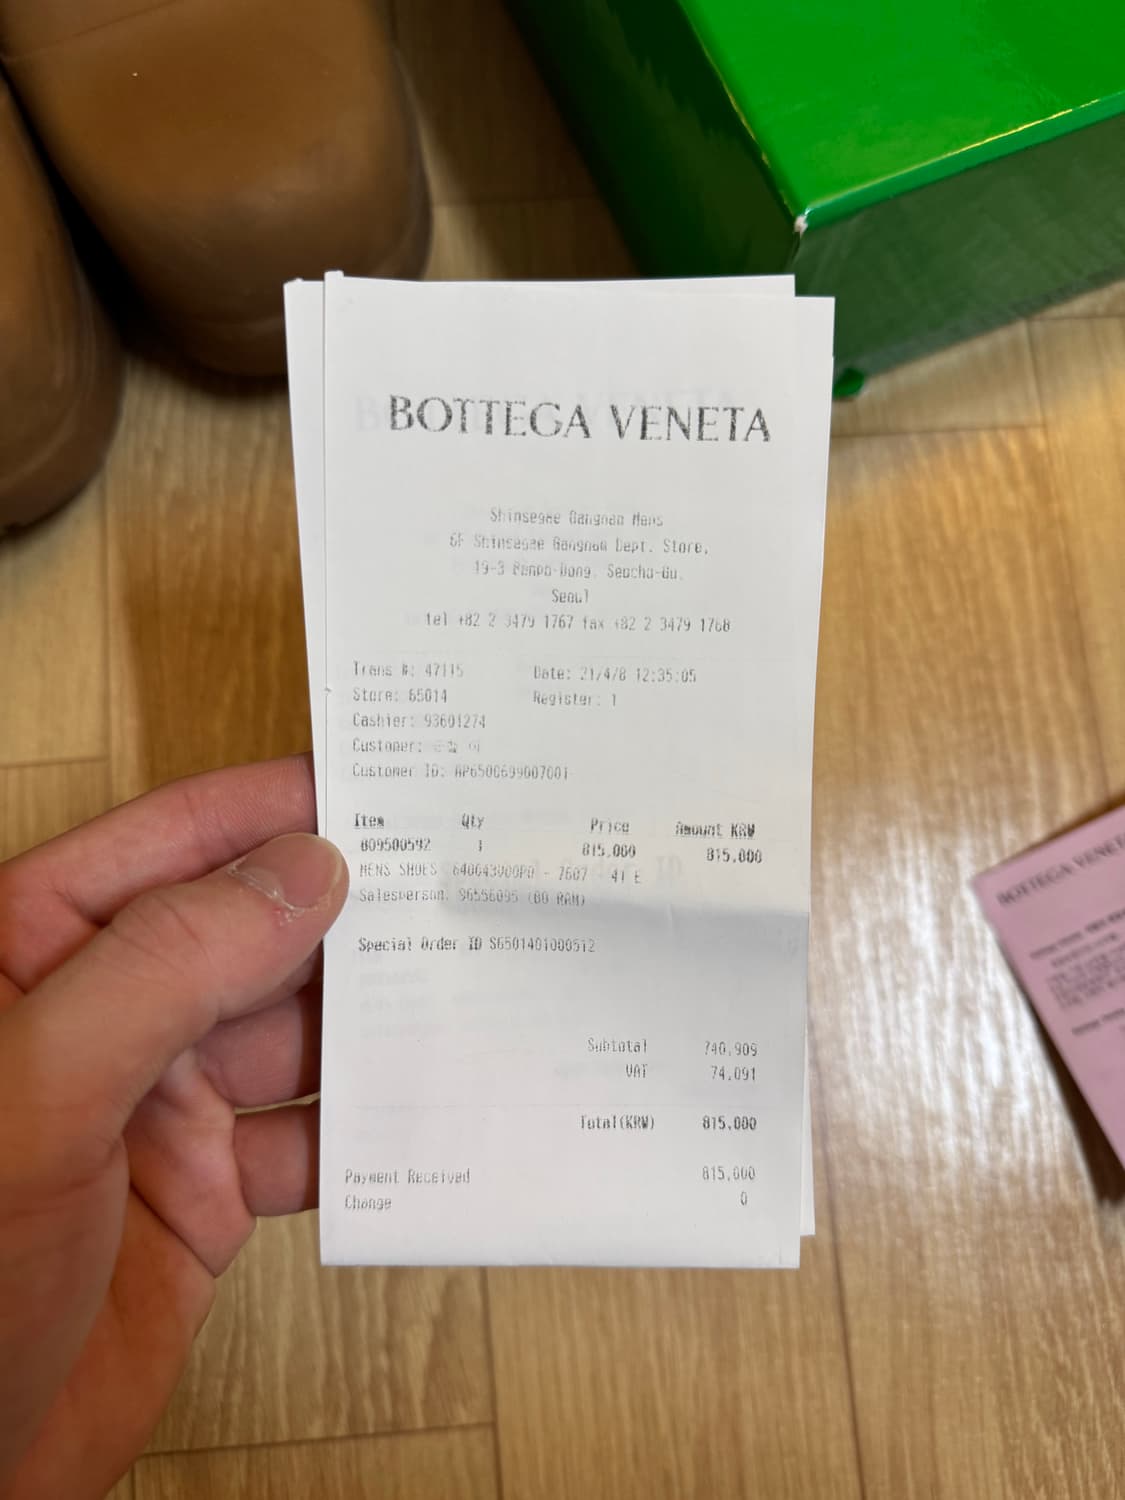 BOTTEGA VENETA
Shinsegae Gangnam Mens
6F Shinsegae Gangnam Dept. Store,
19-3 Banpo-Dong, Seocho-Gu,
Seoul
tel +82 2 3479 1767 fax +82 2 3479 1768
Trans #: 47115 Date: 21/4/8 12:35:05
Store: 65014 Register: 1
Cashier: 93601274
Customer:
Customer ID: AP6500699007001
Item Qty Price Amount KRW
809500592 1 815,000 815,000
MENS SHOES - 7607 41 E
Salesperson: 96556095
Special Order ID S6501401000512
Subtotal 740,909
VAT 74,091
Total(KRW) 815,000
Payment Received 815,000
Change 0
BOTTEGA VENE